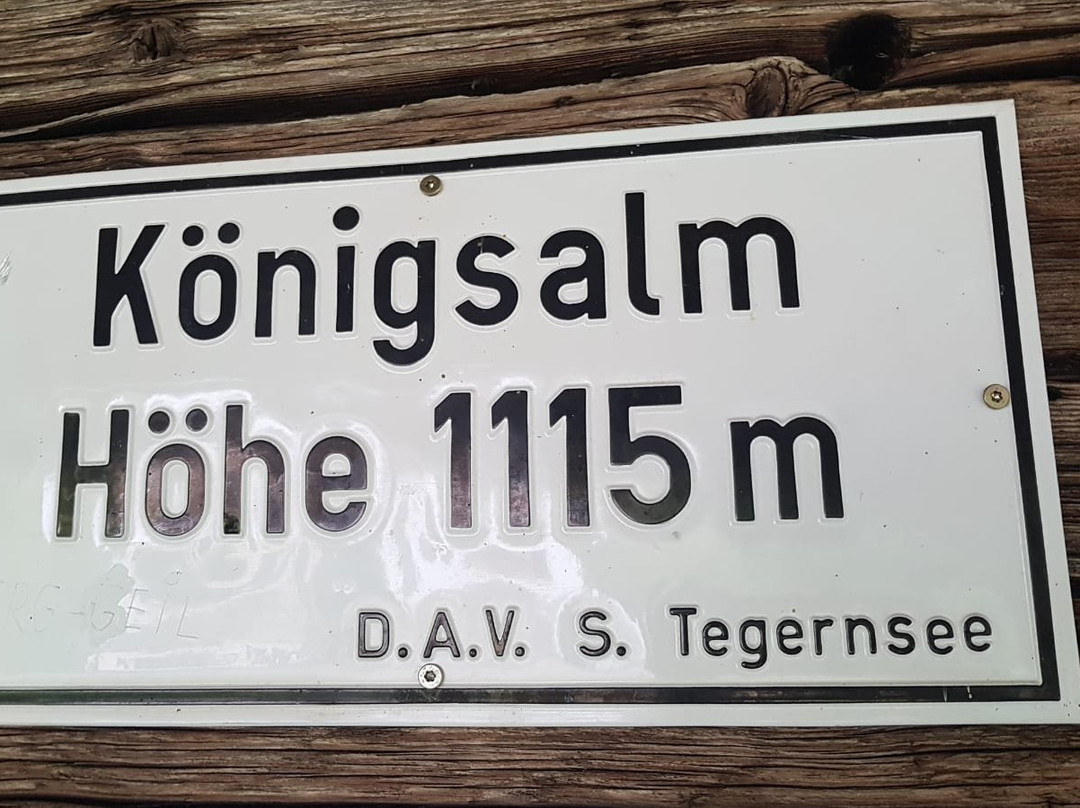 Königsalm
Höhe 1115 m
D.A.V. S. Tegernsee